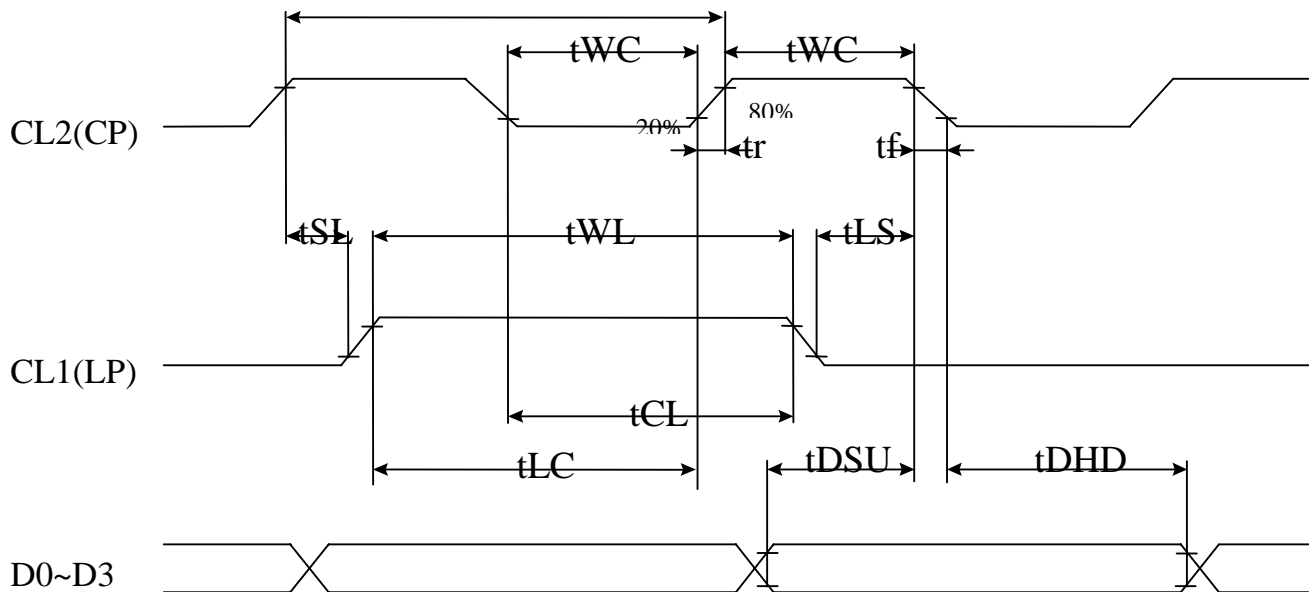 tWC tWC
CL2(CP) 20% 80%
tr tf
tSL tWL tLS
CL1(LP)
tCL
tLC tDSU tDHD
D0~D3